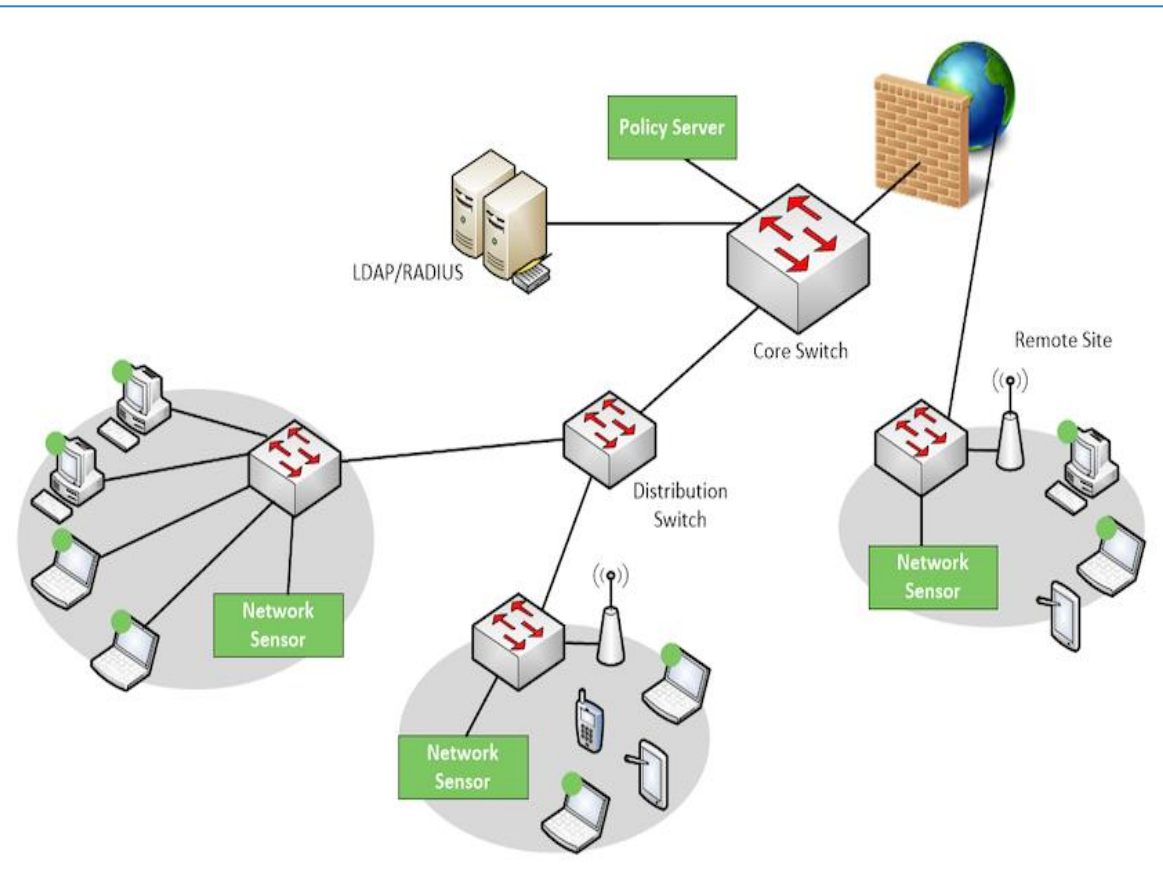 Policy Server
LDAP/RADIUS
Core Switch
Remote Site
Distribution
Switch
Network
Sensor
Network
Sensor
Network
Sensor